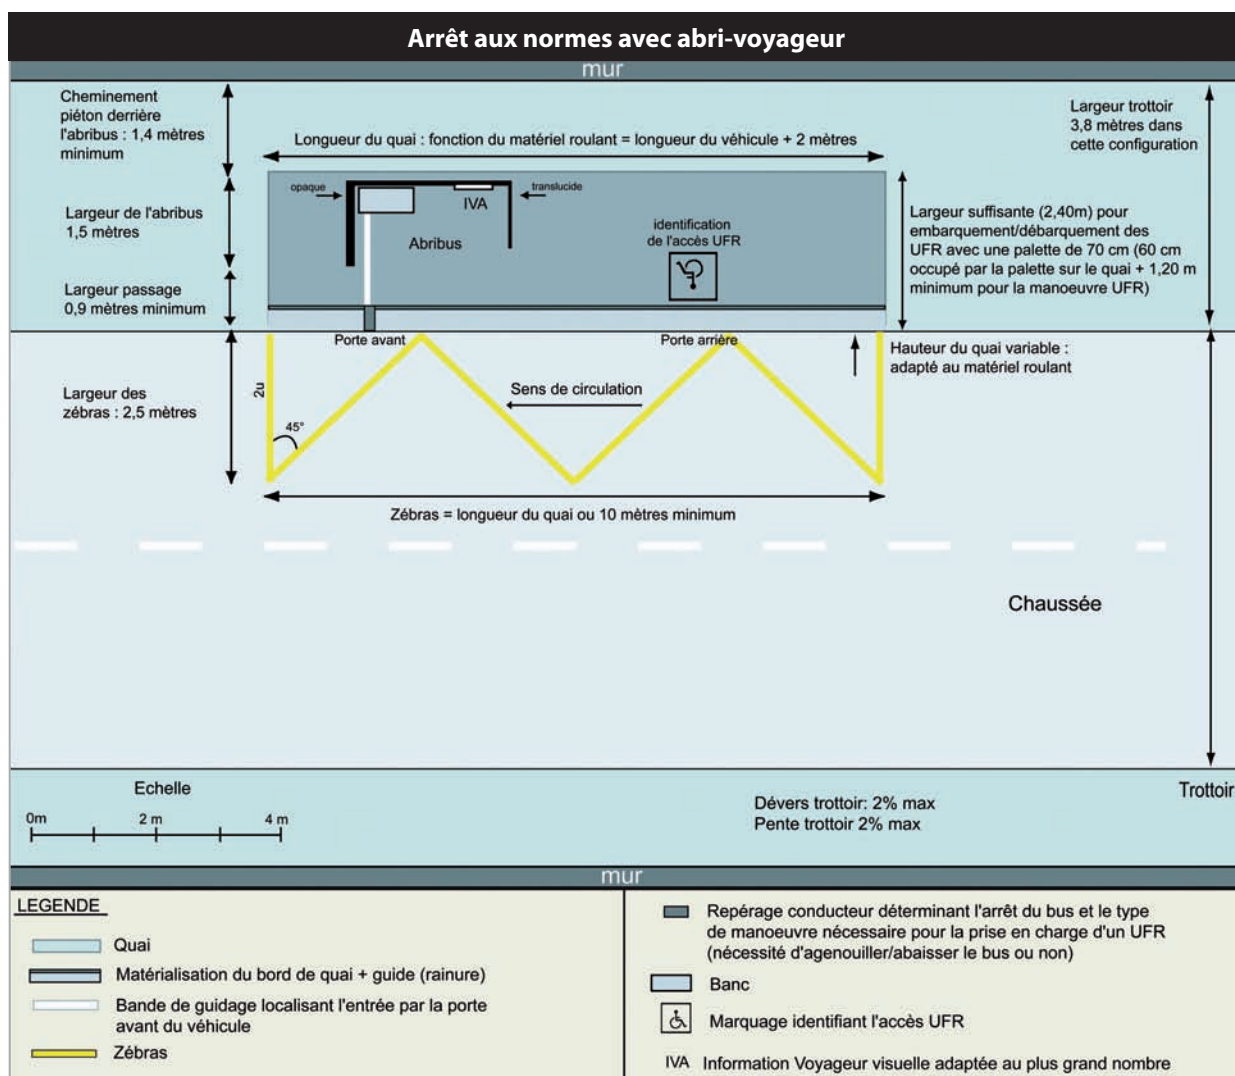 Arrêt aux normes avec abri-voyageur
mur
Cheminement
piéton derrière
l'abribus : 1,4 mètres
minimum
Largeur trottoir
3,8 mètres dans
cette configuration
Longueur du quai : fonction du matériel roulant = longueur du véhicule + 2 mètres
opaque
translucide
IVA
Largeur de l'abribus
1,5 mètres
Abribus
identification
de l'accès UFR
Largeur suffisante (2,40m) pour
embarquement/débarquement des
UFR avec une palette de 70 cm (60 cm
occupé par la palette sur le quai + 1,20 m
minimum pour la manoeuvre UFR)
Largeur passage
0,9 mètres minimum
Porte avant
Porte arrière
Hauteur du quai variable :
adapté au matériel roulant
Largeur des
zébras : 2,5 mètres
2u
45°
Sens de circulation
Zébras = longueur du quai ou 10 mètres minimum
Chaussée
Echelle
0m
2 m
4 m
Dévers trottoir: 2% max
Pente trottoir 2% max
Trottoir
mur
LEGENDE
Quai
Matérialisation du bord de quai + guide (rainure)
Bande de guidage localisant l'entrée par la porte
avant du véhicule
Zébras
Repérage conducteur déterminant l'arrêt du bus et le type
de manoeuvre nécessaire pour la prise en charge d'un UFR
(nécessité d'agenouiller/abaisser le bus ou non)
Banc
Marquage identifiant l'accès UFR
IVA Information Voyageur visuelle adaptée au plus grand nombre